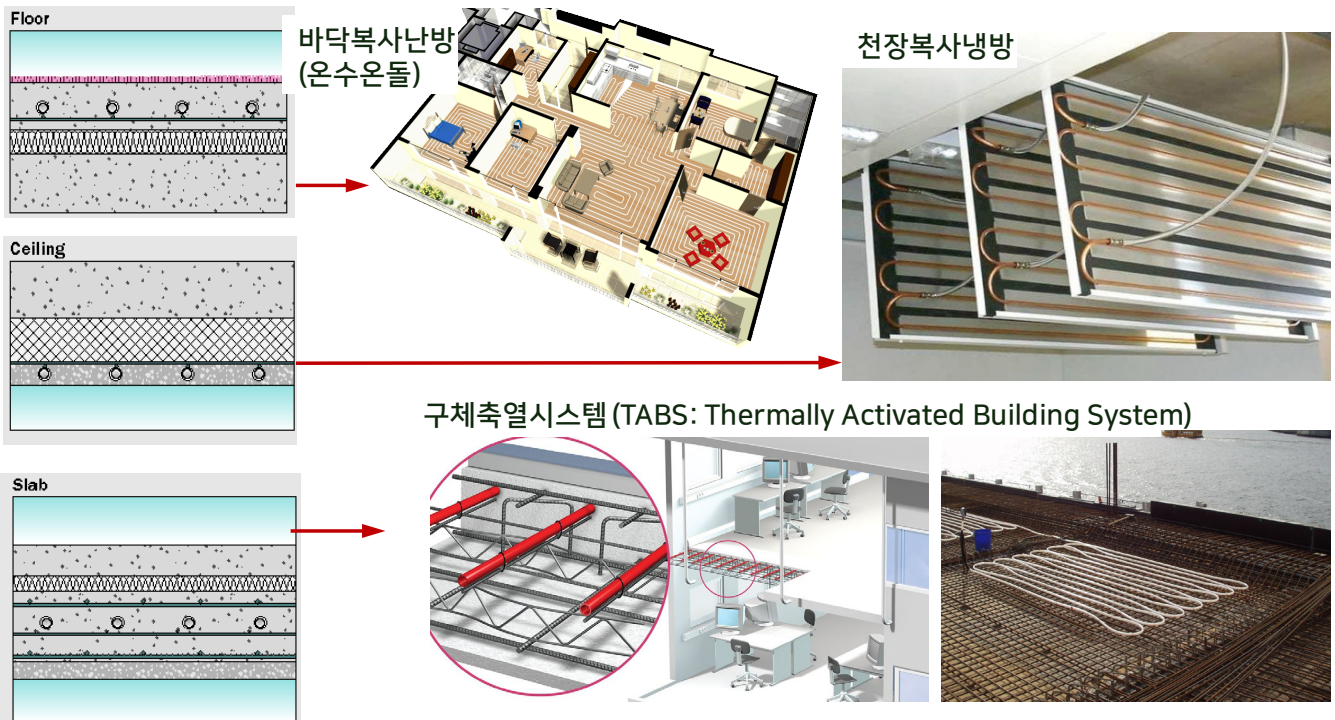 Floor
바닥복사난방
(온수온돌)
천장복사냉방
Ceiling
구체축열시스템 (TABS: Thermally Activated Building System)
Slab